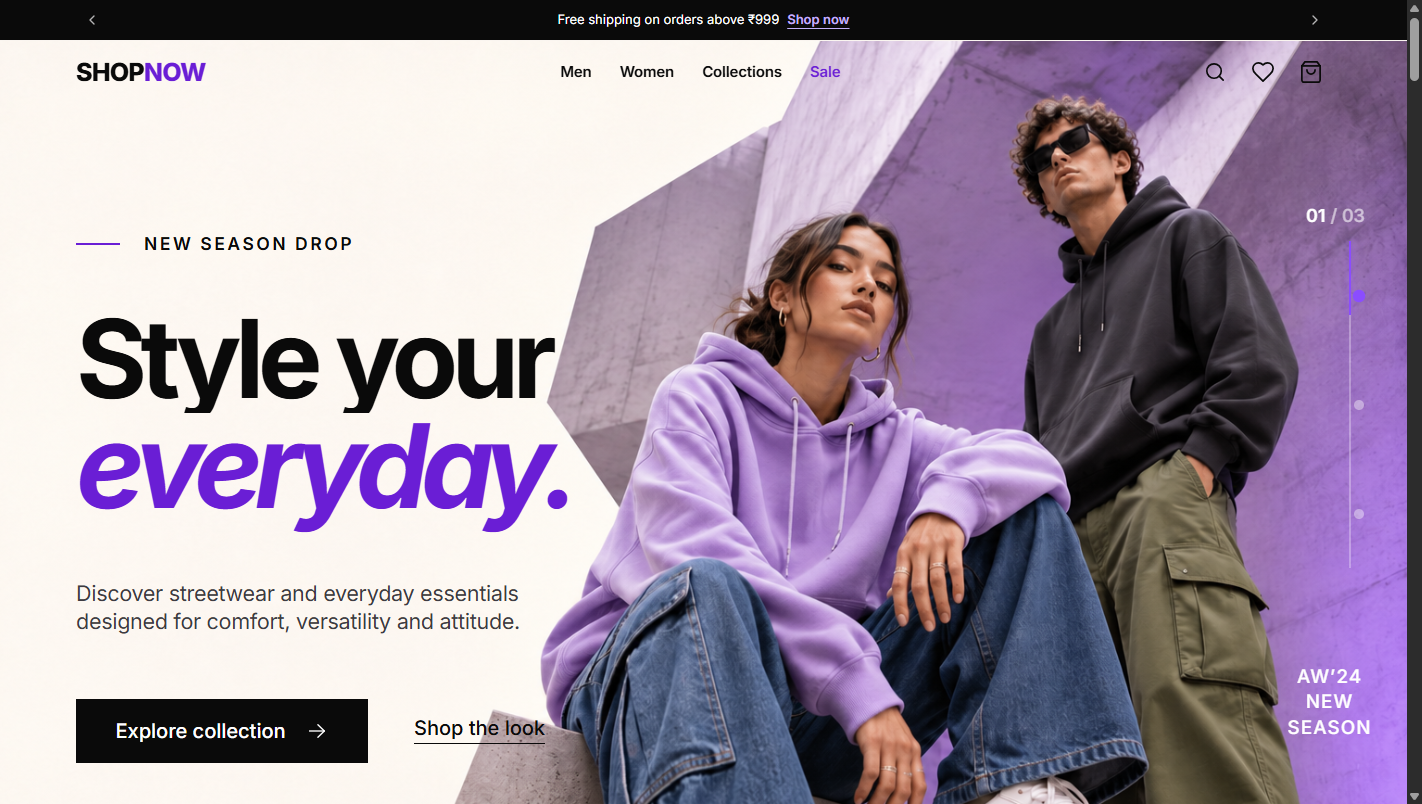 Free shipping on orders above ₹999 Shop now
SHOPNOW
Men Women Collections Sale
01 / 03
NEW SEASON DROP
Style your
everyday.
Discover streetwear and everyday essentials
designed for comfort, versatility and attitude.
Explore collection →
Shop the look
AW’24
NEW
SEASON